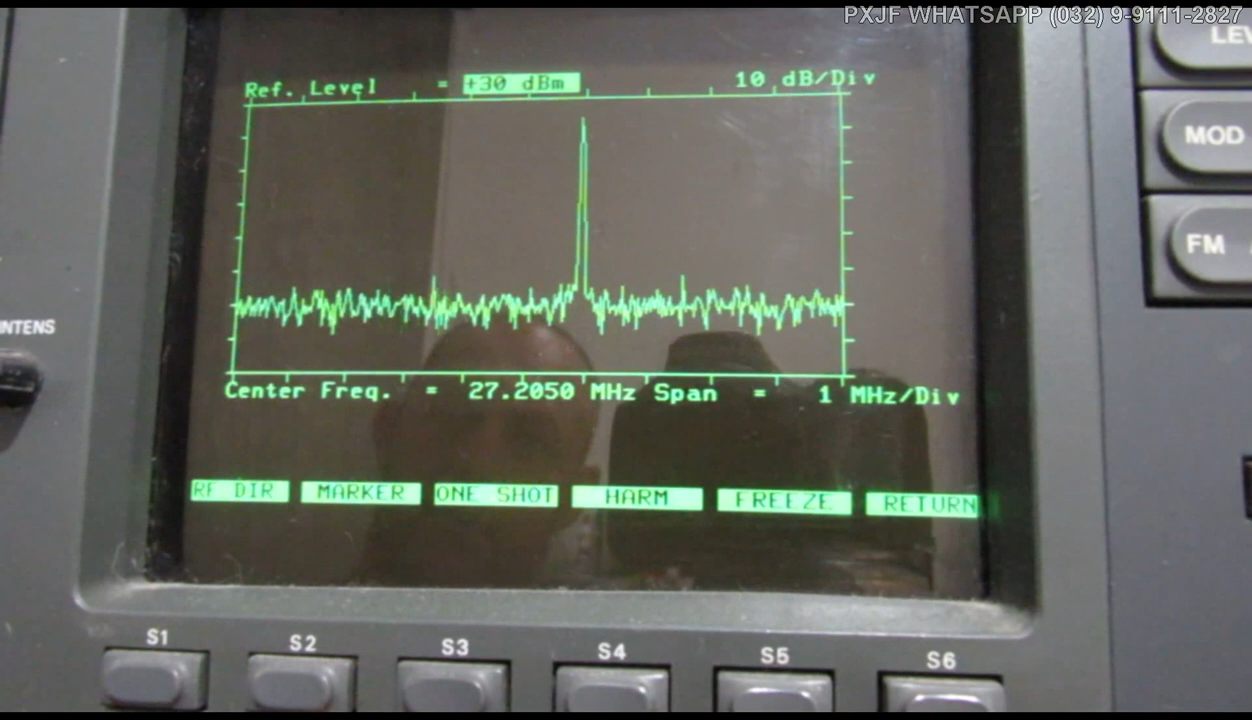 PXJF WHATSAPP (032) 9-9111-2827
Ref. Level = +30 dBm 10 dB/Div
MOD
FM
Center Freq. = 27.2050 MHz Span = 1 MHz/Div
RF DIR MARKER ONE SHOT HARM FREEZE RETURN
S1 S2 S3 S4 S5 S6